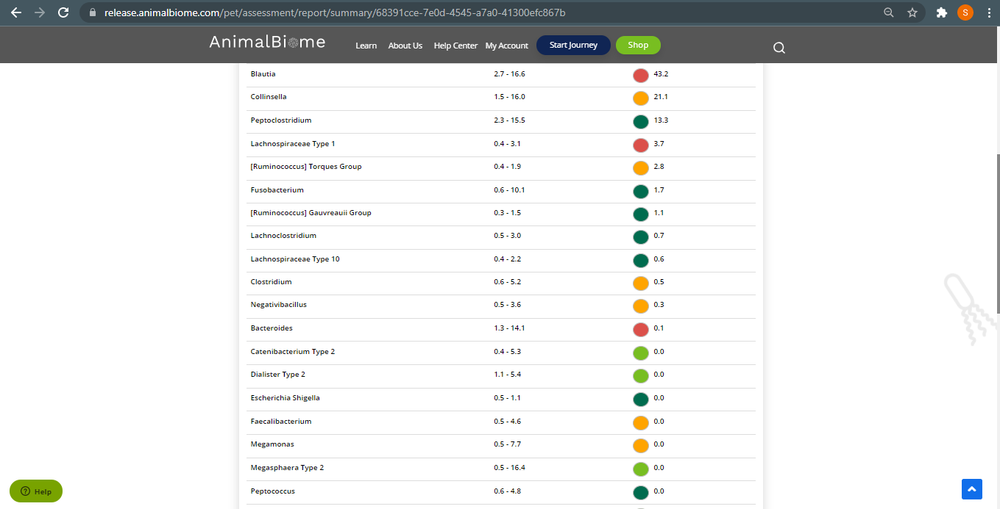 release.animalbiome.com/pet/assessment/report/summary/68391cce-7e0d-4545-a7a0-41300efc867b
S
AnimalBiome Learn About Us Help Center My Account Start Journey Shop
Blautia 2.7 - 16.6 43.2
Collinsella 1.5 - 16.0 21.1
Peptoclostridium 2.3 - 15.5 13.3
Lachnospiraceae Type 1 0.4 - 3.1 3.7
[Ruminococcus] Torques Group 0.4 - 1.9 2.8
Fusobacterium 0.6 - 10.1 1.7
[Ruminococcus] Gauvreauii Group 0.3 - 1.5 1.1
Lachnoclostridium 0.5 - 3.0 0.7
Lachnospiraceae Type 10 0.4 - 2.2 0.6
Clostridium 0.6 - 5.2 0.5
Negativibacillus 0.5 - 3.6 0.3
Bacteroides 1.3 - 14.1 0.1
Catenibacterium Type 2 0.4 - 5.3 0.0
Dialister Type 2 1.1 - 5.4 0.0
Escherichia Shigella 0.5 - 1.1 0.0
Faecalibacterium 0.5 - 4.6 0.0
Megamonas 0.5 - 7.7 0.0
Megasphaera Type 2 0.5 - 16.4 0.0
Peptococcus 0.6 - 4.8 0.0
Help